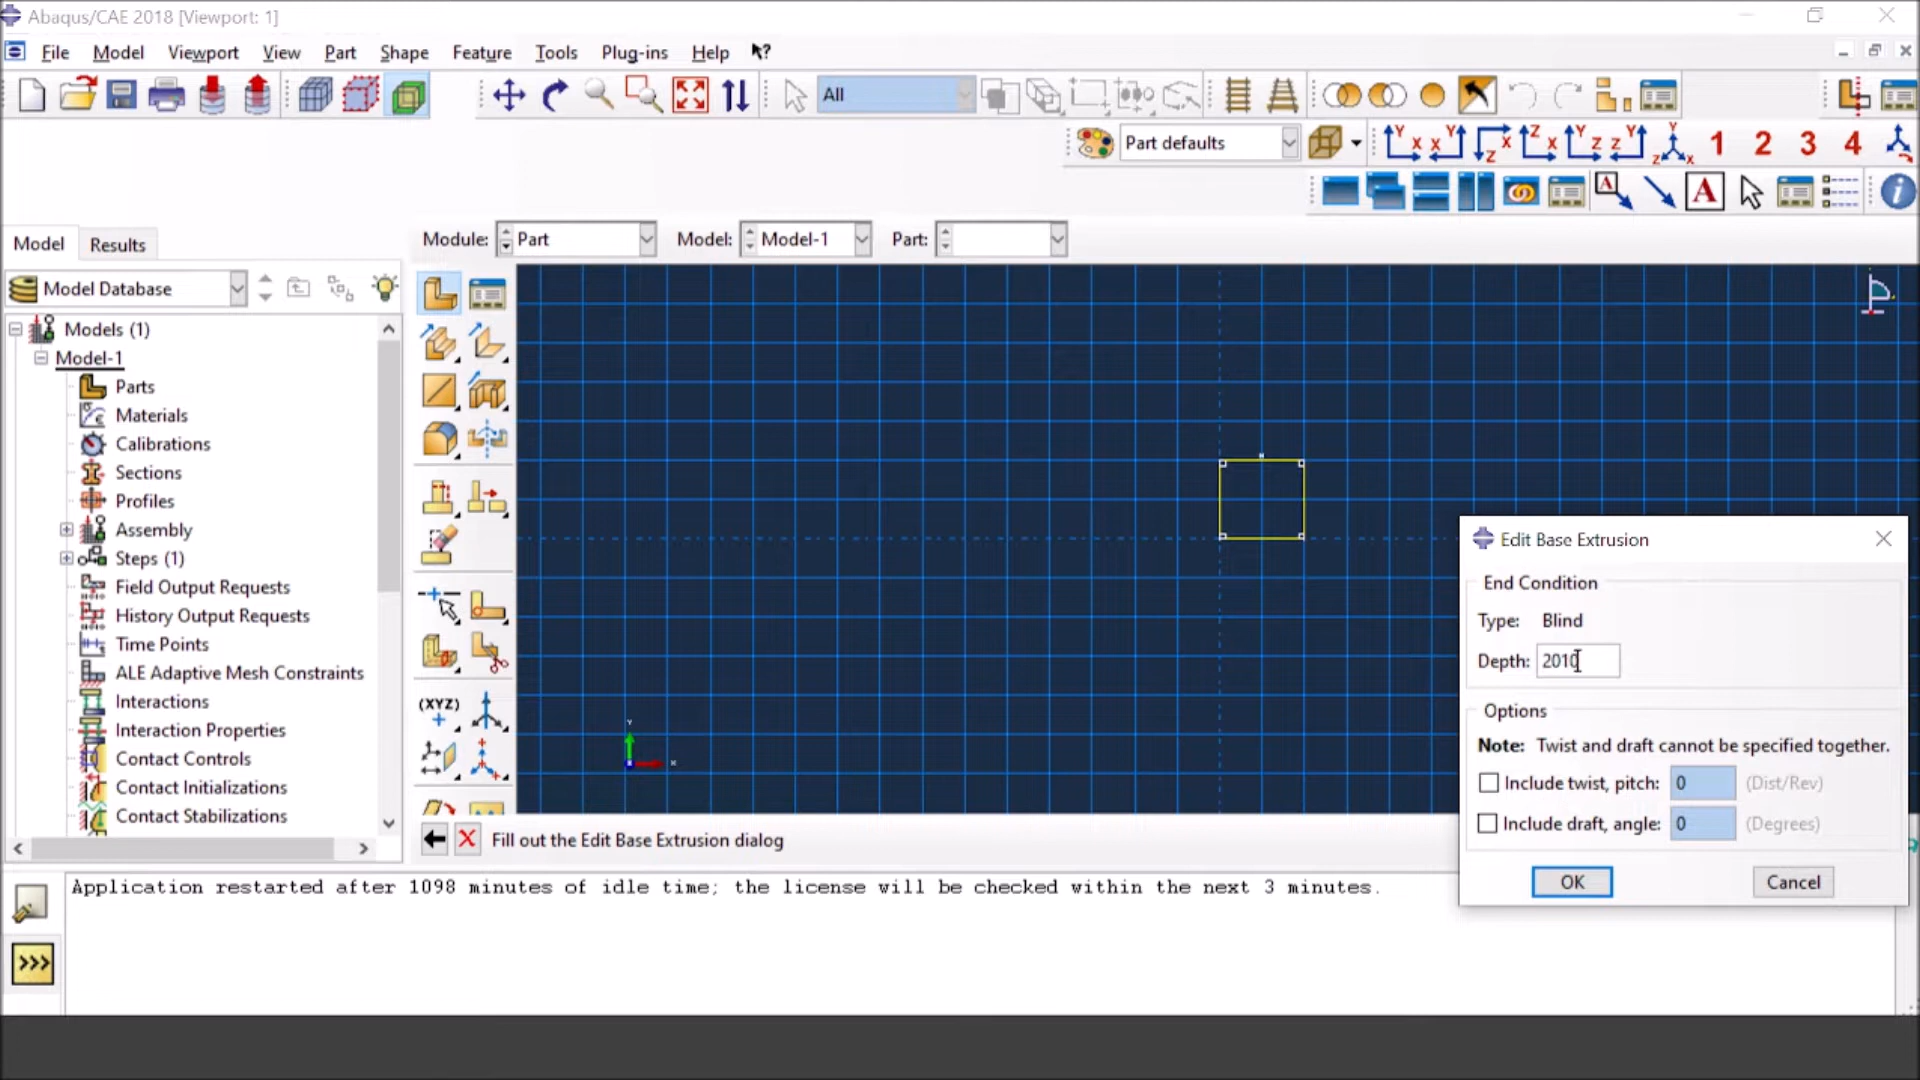 Abaqus/CAE 2018 [Viewport: 1]
File Model Viewport View Part Shape Feature Tools Plug-ins Help ?
All
Part defaults
1 2 3 4
A A i
Model Results
Module: Part Model: Model-1 Part:
Model Database
Models (1)
Model-1
Parts
Materials
Calibrations
Sections
Profiles
Assembly
Steps (1)
Field Output Requests
History Output Requests
Time Points
ALE Adaptive Mesh Constraints
Interactions
Interaction Properties
Contact Controls
Contact Initializations
Contact Stabilizations
(XYZ)
Y
X
H
Edit Base Extrusion
End Condition
Type: Blind
Depth: 2010
Options
Note: Twist and draft cannot be specified together.
Include twist, pitch: 0 (Dist/Rev)
Include draft, angle: 0 (Degrees)
OK Cancel
Fill out the Edit Base Extrusion dialog
Application restarted after 1098 minutes of idle time; the license will be checked within the next 3 minutes.
>>>